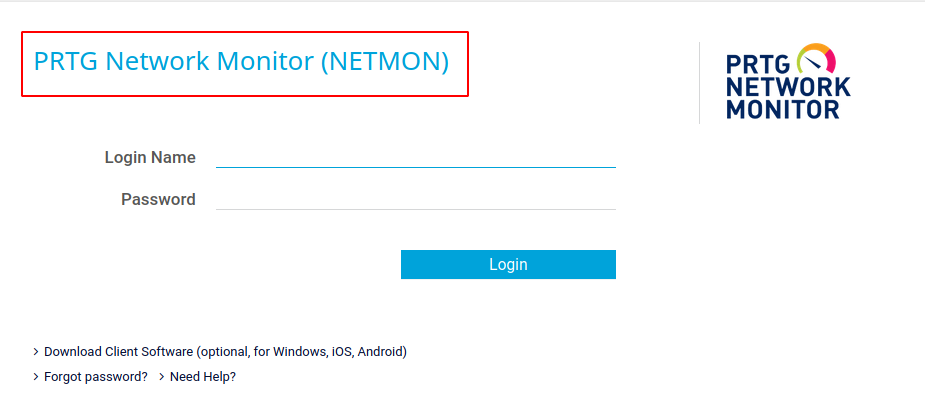 PRTG Network Monitor (NETMON)
PRTG
NETWORK
MONITOR
Login Name
Password
Login
Download Client Software (optional, for Windows, iOS, Android)
Forgot password? Need Help?